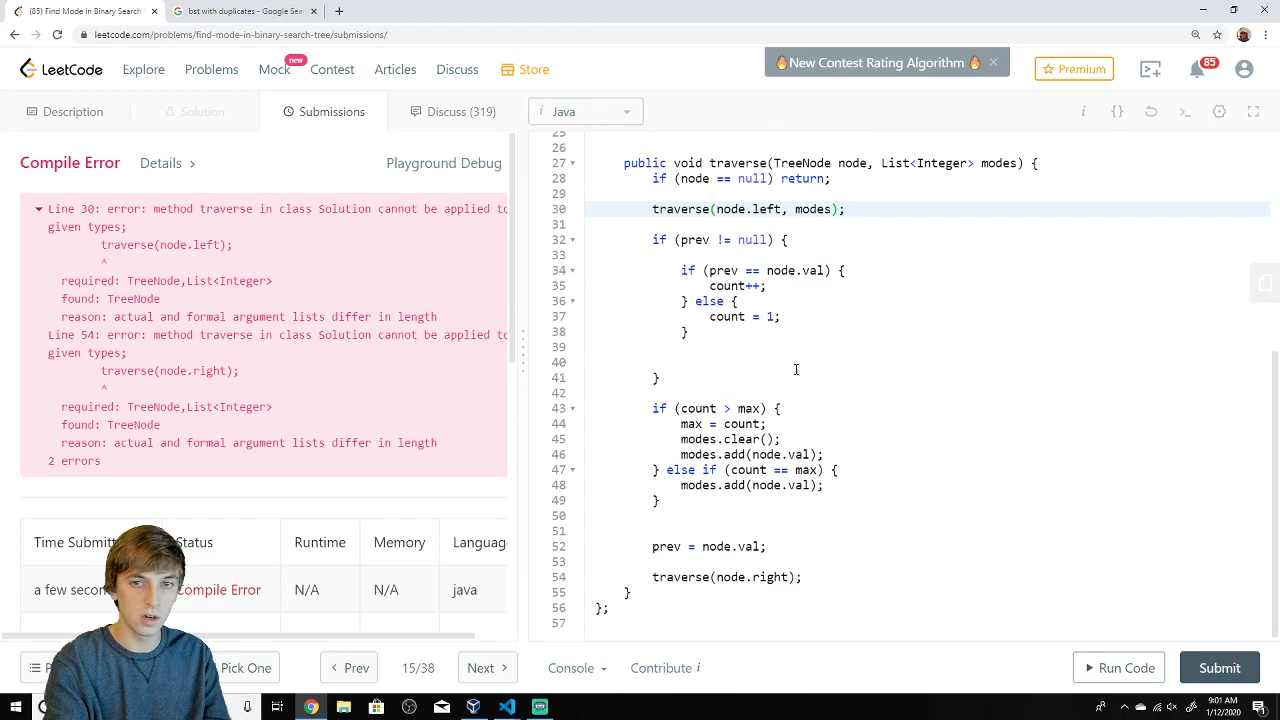 (85) Find Mode in Binary Search T
bst with duplicates - Google Sea
leetcode.com/problems/find-mode-in-binary-search-tree/submissions/
LeetCode Explore Problems Mock new Contest Articles Discuss Store
New Contest Rating Algorithm
Premium 85
Description Solution Submissions Discuss (319) i Java
Compile Error Details > Playground Debug
Line 30: error: method traverse in class Solution cannot be applied to
given types;
traverse(node.left);
^
required: TreeNode,List<Integer>
found: TreeNode
reason: actual and formal argument lists differ in length
Line 54: error: method traverse in class Solution cannot be applied to
given types;
traverse(node.right);
^
required: TreeNode,List<Integer>
found: TreeNode
reason: actual and formal argument lists differ in length
2 errors
Time Submitt Status Runtime Memory Language
a few secon Compile Error N/A N/A java
25
26
27 public void traverse(TreeNode node, List<Integer> modes) {
28 if (node == null) return;
29
30 traverse(node.left, modes);
31
32 if (prev != null) {
33
34 if (prev == node.val) {
35 count++;
36 } else {
37 count = 1;
38 }
39
40
41 }
42
43 if (count > max) {
44 max = count;
45 modes.clear();
46 modes.add(node.val);
47 } else if (count == max) {
48 modes.add(node.val);
49 }
50
51
52 prev = node.val;
53
54 traverse(node.right);
55 }
56 };
57
Pick One Prev 15/38 Next Console Contribute i Run Code Submit
9:01 AM
1/12/2020